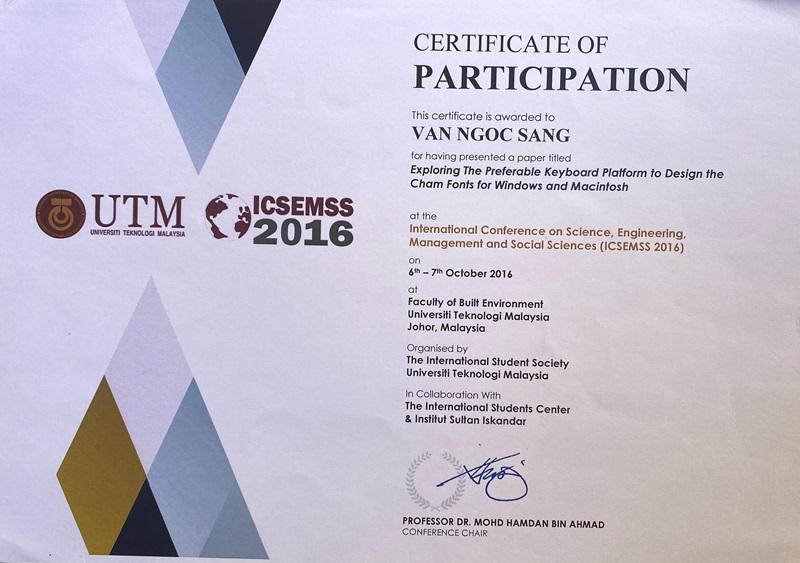 CERTIFICATE OF
PARTICIPATION
This certificate is awarded to
VAN NGOC SANG
for having presented a paper titled
Exploring The Preferable Keyboard Platform to Design the
Cham Fonts for Windows and Macintosh
at the
International Conference on Science, Engineering,
Management and Social Sciences (ICSEMSS 2016)
on
6th – 7th October 2016
at
Faculty of Built Environment
Universiti Teknologi Malaysia
Johor, Malaysia
Organised by
The International Student Society
Universiti Teknologi Malaysia
In Collaboration With
The International Students Center
& Institut Sultan Iskandar
PROFESSOR DR. MOHD HAMDAN BIN AHMAD
CONFERENCE CHAIR
UTM
UNIVERSITI TEKNOLOGI MALAYSIA
ICSEMSS
2016